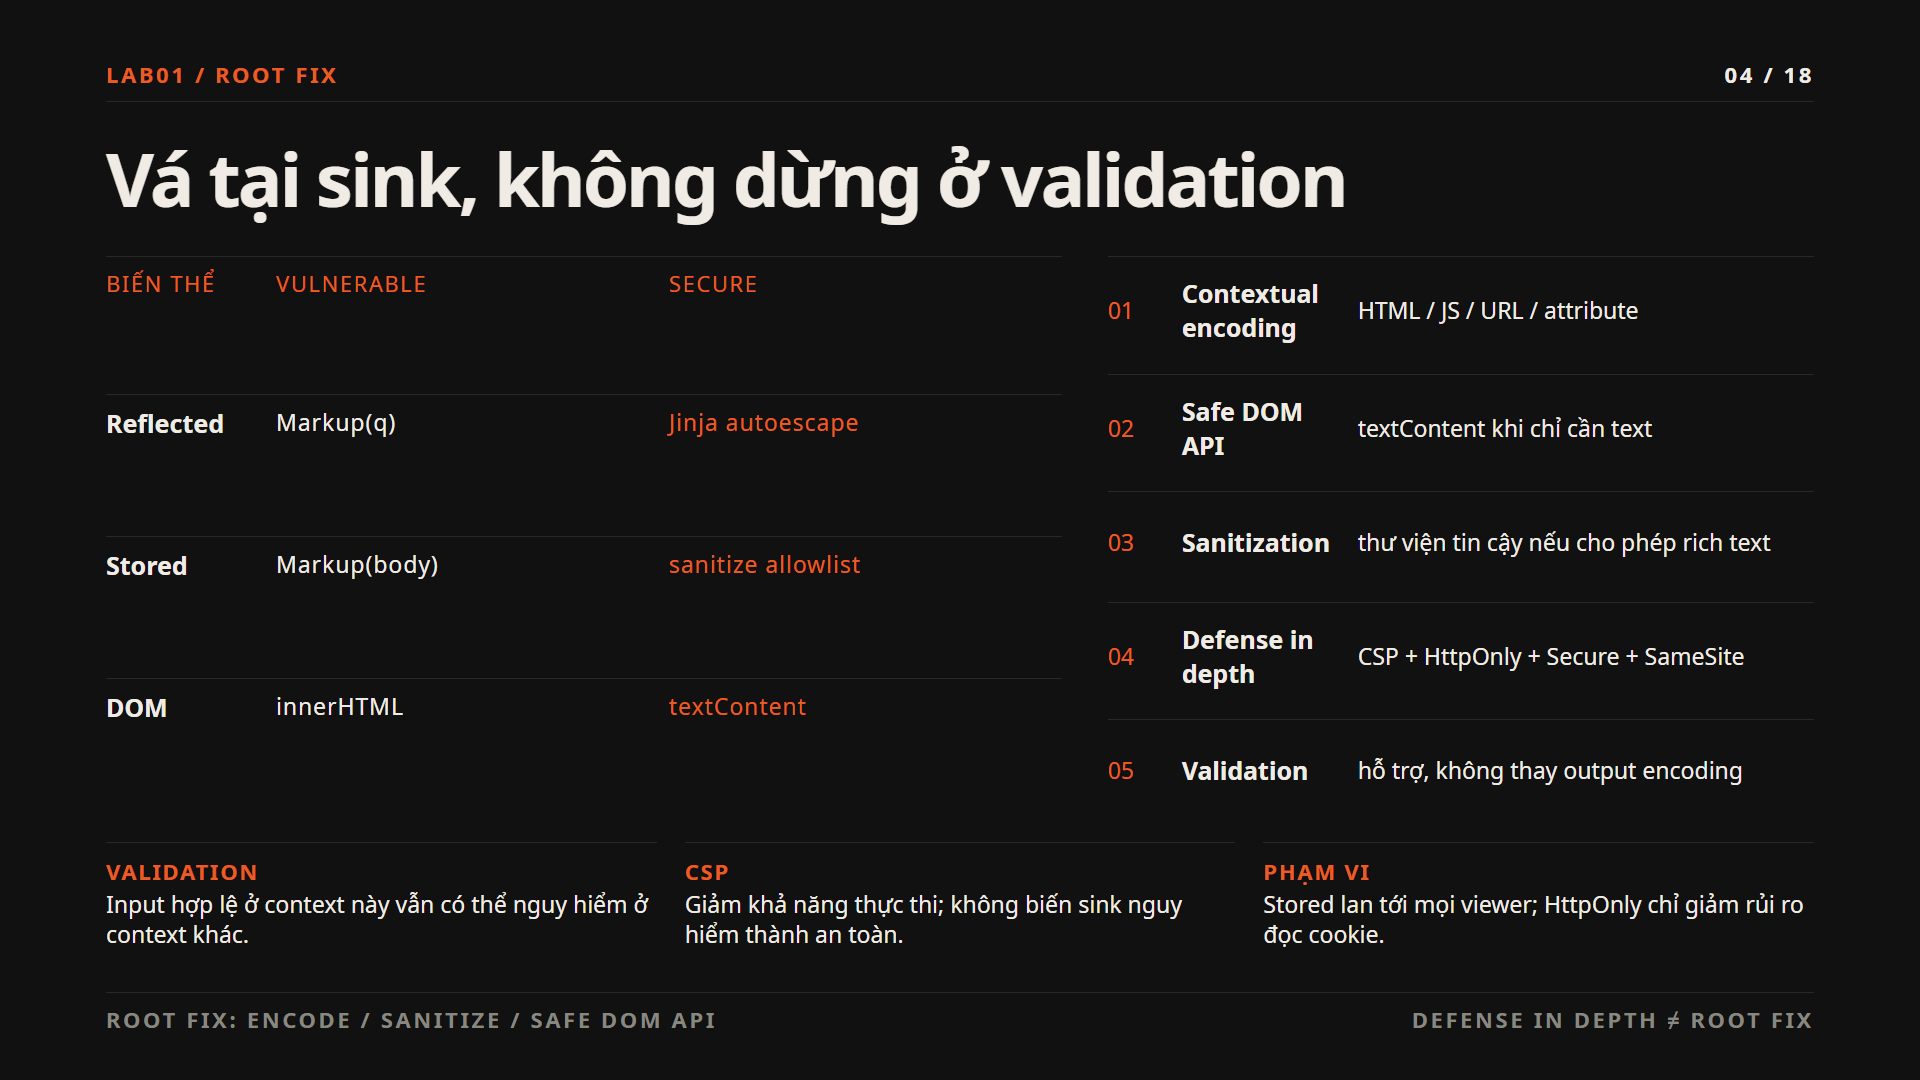 LAB01 / ROOT FIX
04 / 18
Vá tại sink, không dừng ở validation
BIẾN THỂ VULNERABLE SECURE
Reflected Markup(q) Jinja autoescape
Stored Markup(body) sanitize allowlist
DOM innerHTML textContent
01 Contextual encoding HTML / JS / URL / attribute
02 Safe DOM API textContent khi chỉ cần text
03 Sanitization thư viện tin cậy nếu cho phép rich text
04 Defense in depth CSP + HttpOnly + Secure + SameSite
05 Validation hỗ trợ, không thay output encoding
VALIDATION
Input hợp lệ ở context này vẫn có thể nguy hiểm ở
context khác.
CSP
Giảm khả năng thực thi; không biến sink nguy
hiểm thành an toàn.
PHẠM VI
Stored lan tới mọi viewer; HttpOnly chỉ giảm rủi ro
đọc cookie.
ROOT FIX: ENCODE / SANITIZE / SAFE DOM API
DEFENSE IN DEPTH ≠ ROOT FIX